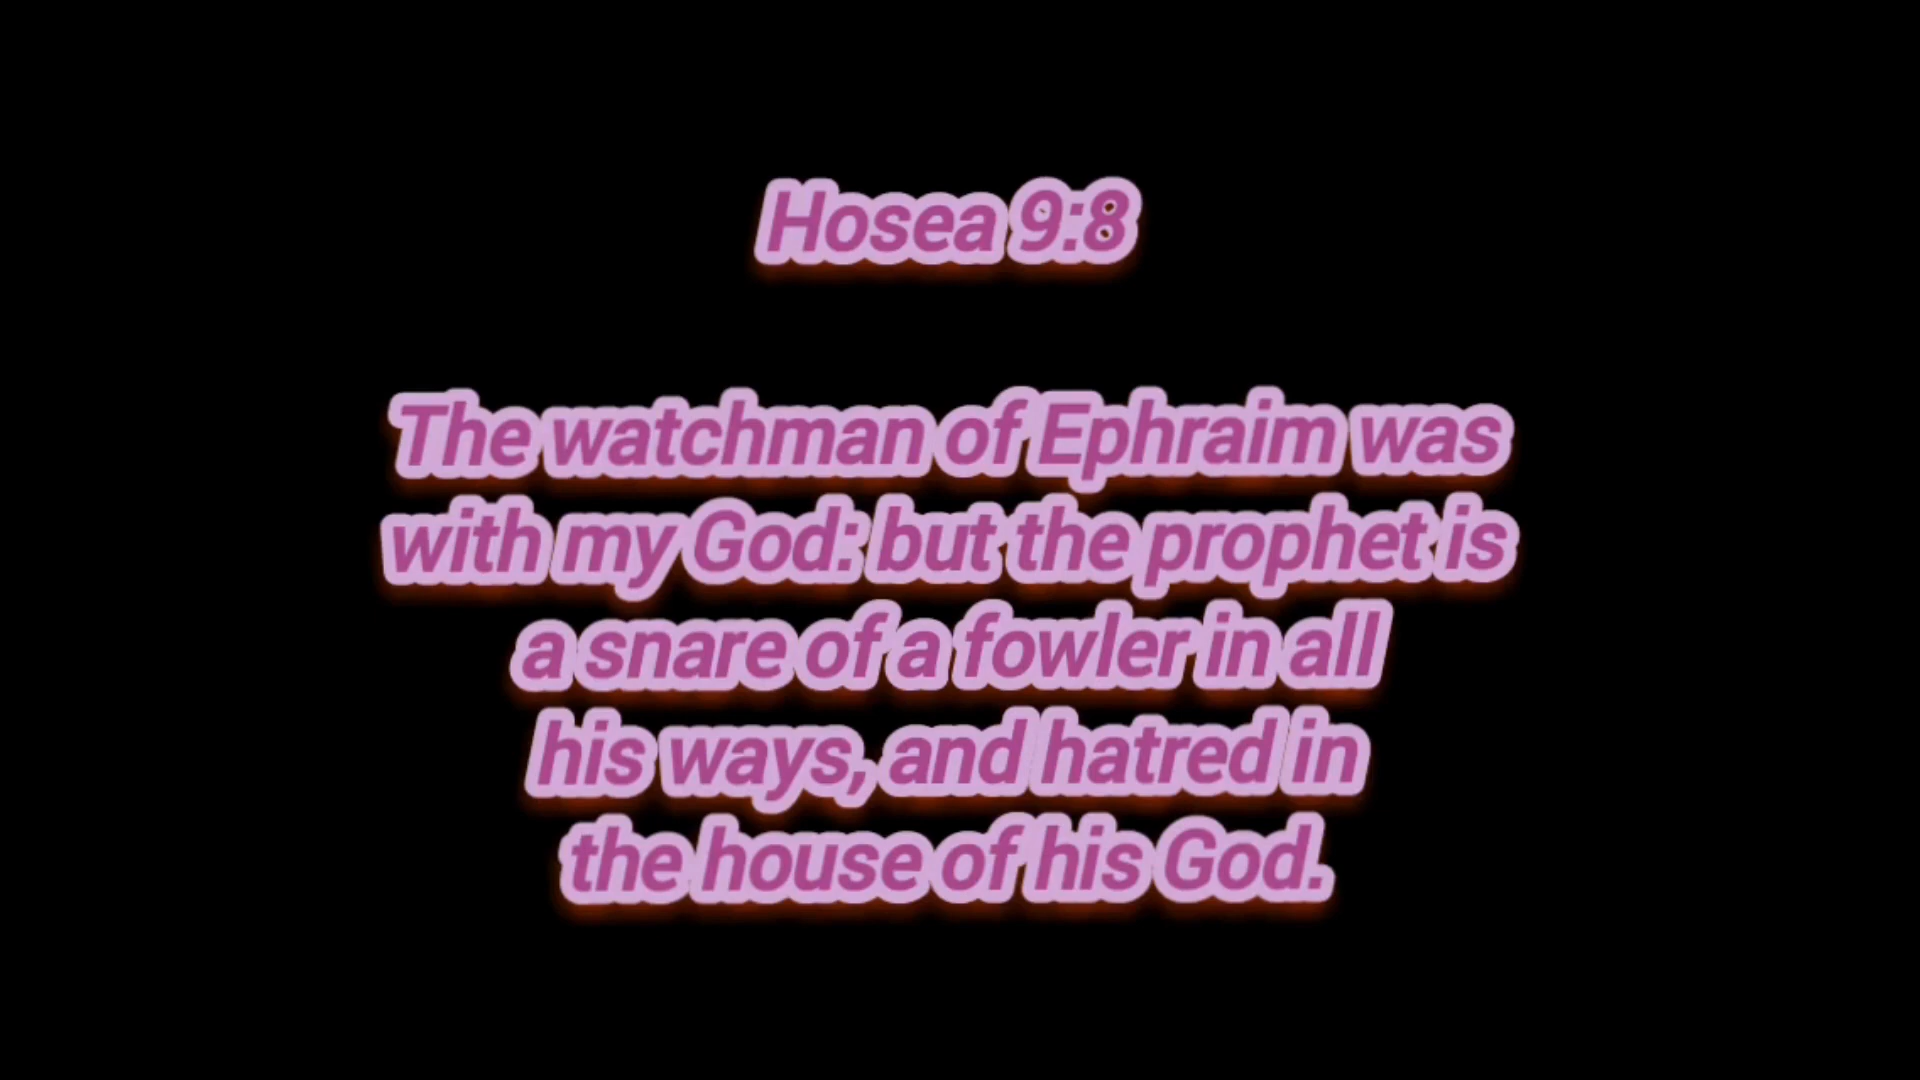 Hosea 9:8
The watchman of Ephraim was
with my God: but the prophet is
a snare of a fowler in all
his ways, and hatred in
the house of his God.